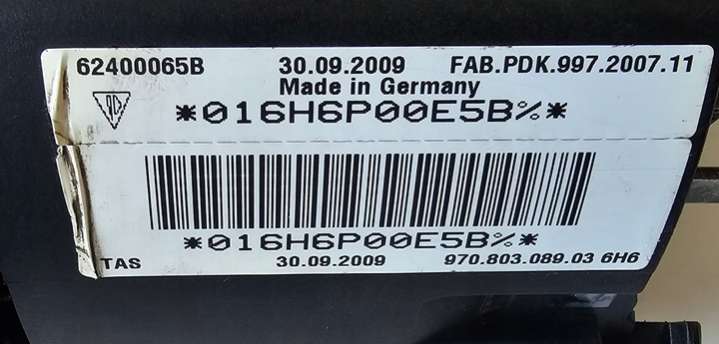 62400065B 30.09.2009 FAB.PDK.997.2007.11
Made in Germany
*016H6P00E5B%*
*016H6P00E5B%*
TAS 30.09.2009 970.803.089.03 6H6